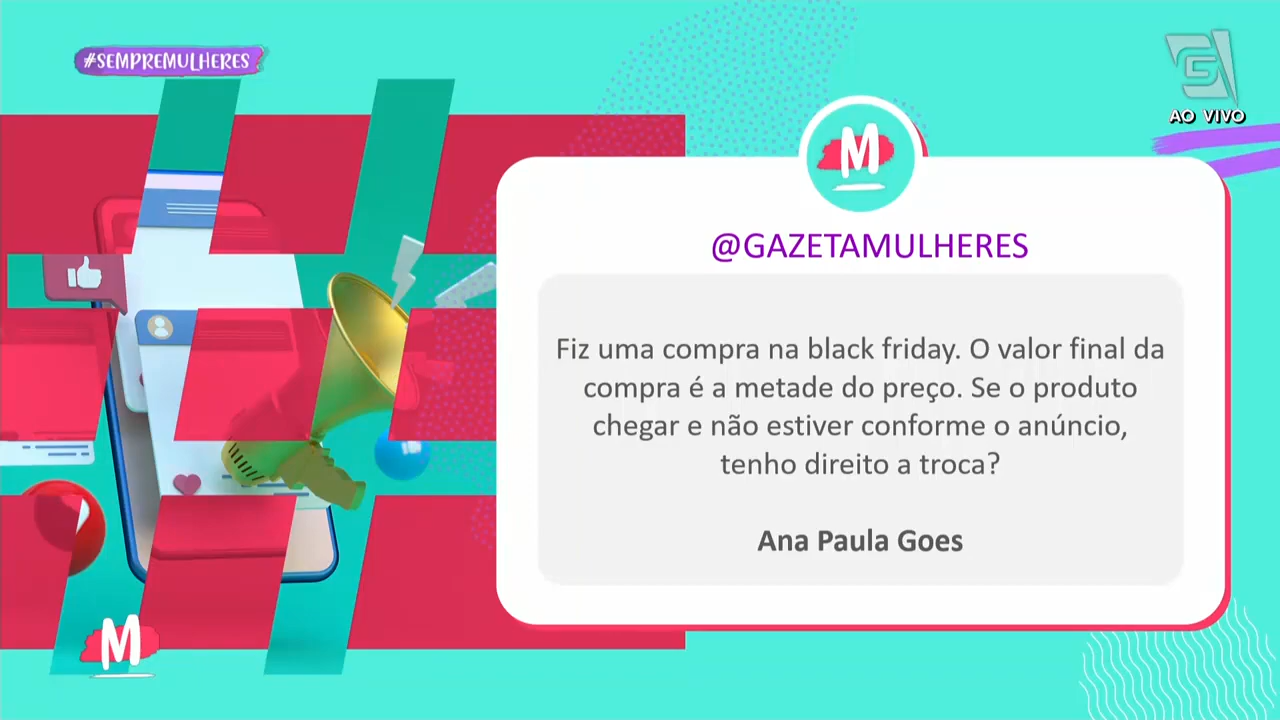 #SEMPREMULHERES
G
AO VIVO
M
@GAZETAMULHERES
Fiz uma compra na black friday. O valor final da
compra é a metade do preço. Se o produto
chegar e não estiver conforme o anúncio,
tenho direito a troca?
Ana Paula Goes
M